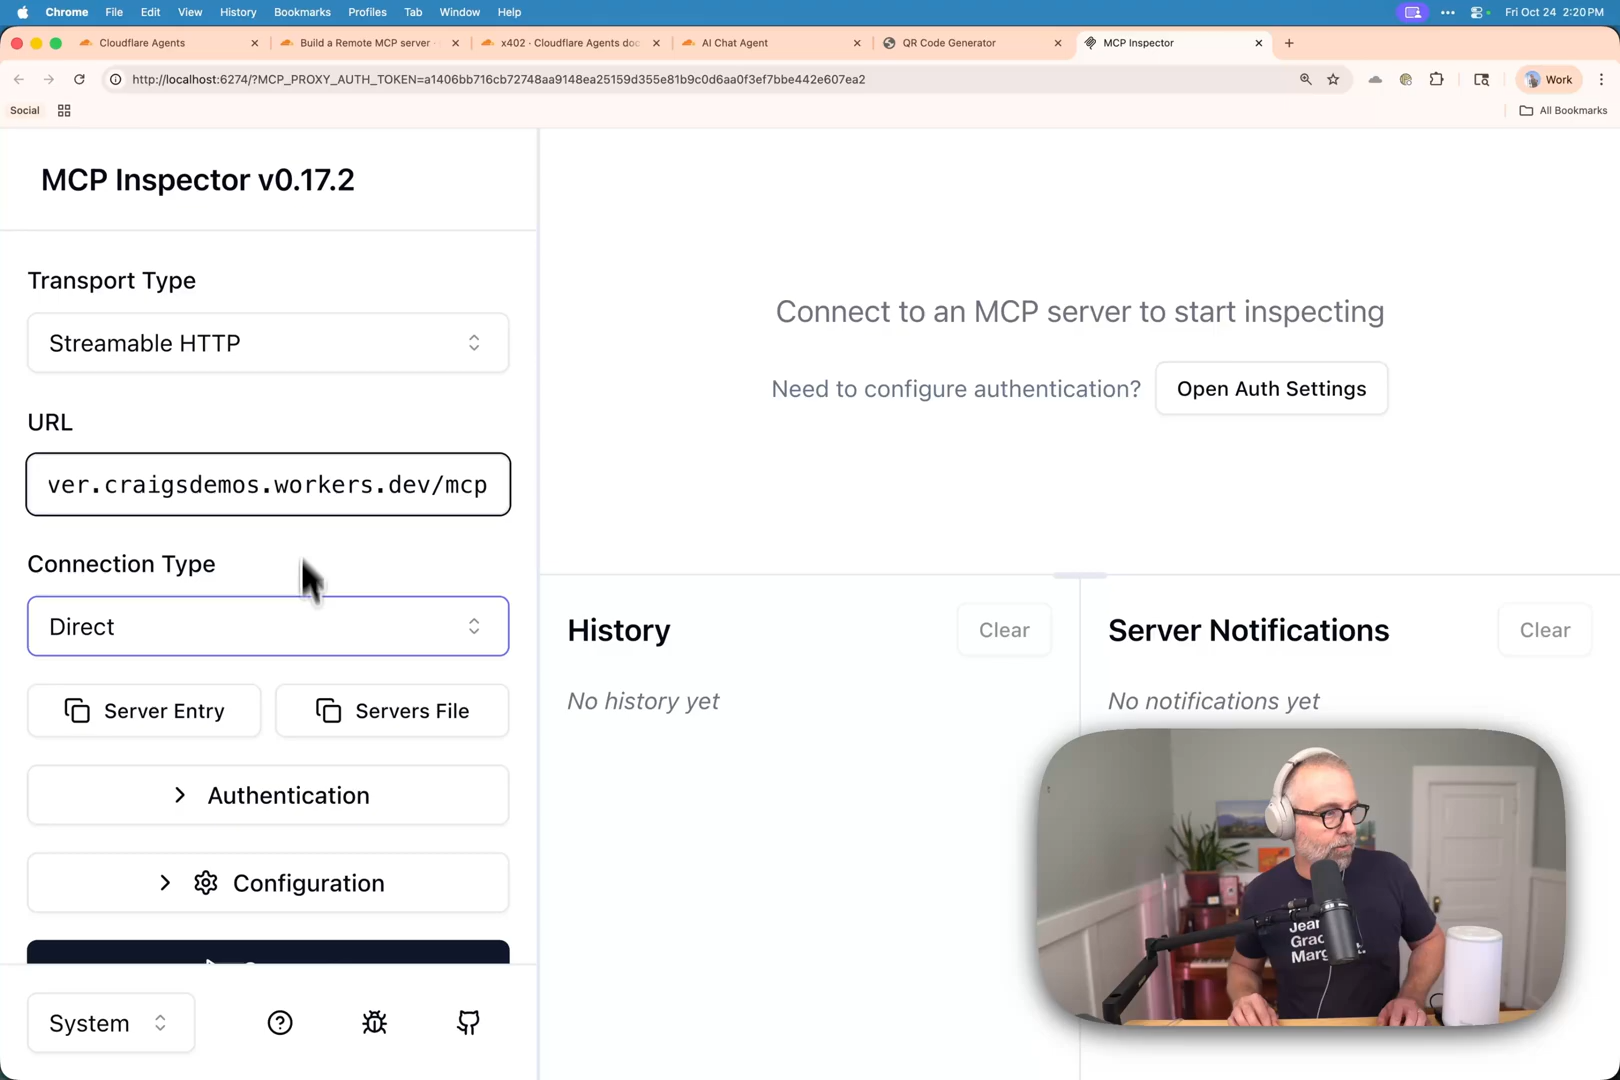 Chrome File Edit View History Bookmarks Profiles Tab Window Help Fri Oct 24 2:20 PM
Cloudflare Agents
Build a Remote MCP server ·
x402 · Cloudflare Agents doc
AI Chat Agent
QR Code Generator
MCP Inspector
http://localhost:6274/?MCP_PROXY_AUTH_TOKEN=a1406bb716cb72748aa9148ea25159d355e81b9c0d6aa0f3ef7bbe442e607ea2
Work
Social
All Bookmarks
MCP Inspector v0.17.2
Transport Type
Streamable HTTP
URL
ver.craigsdemos.workers.dev/mcp
Connection Type
Direct
Server Entry
Servers File
Authentication
Configuration
System
Connect to an MCP server to start inspecting
Need to configure authentication?
Open Auth Settings
History
Clear
No history yet
Server Notifications
Clear
No notifications yet